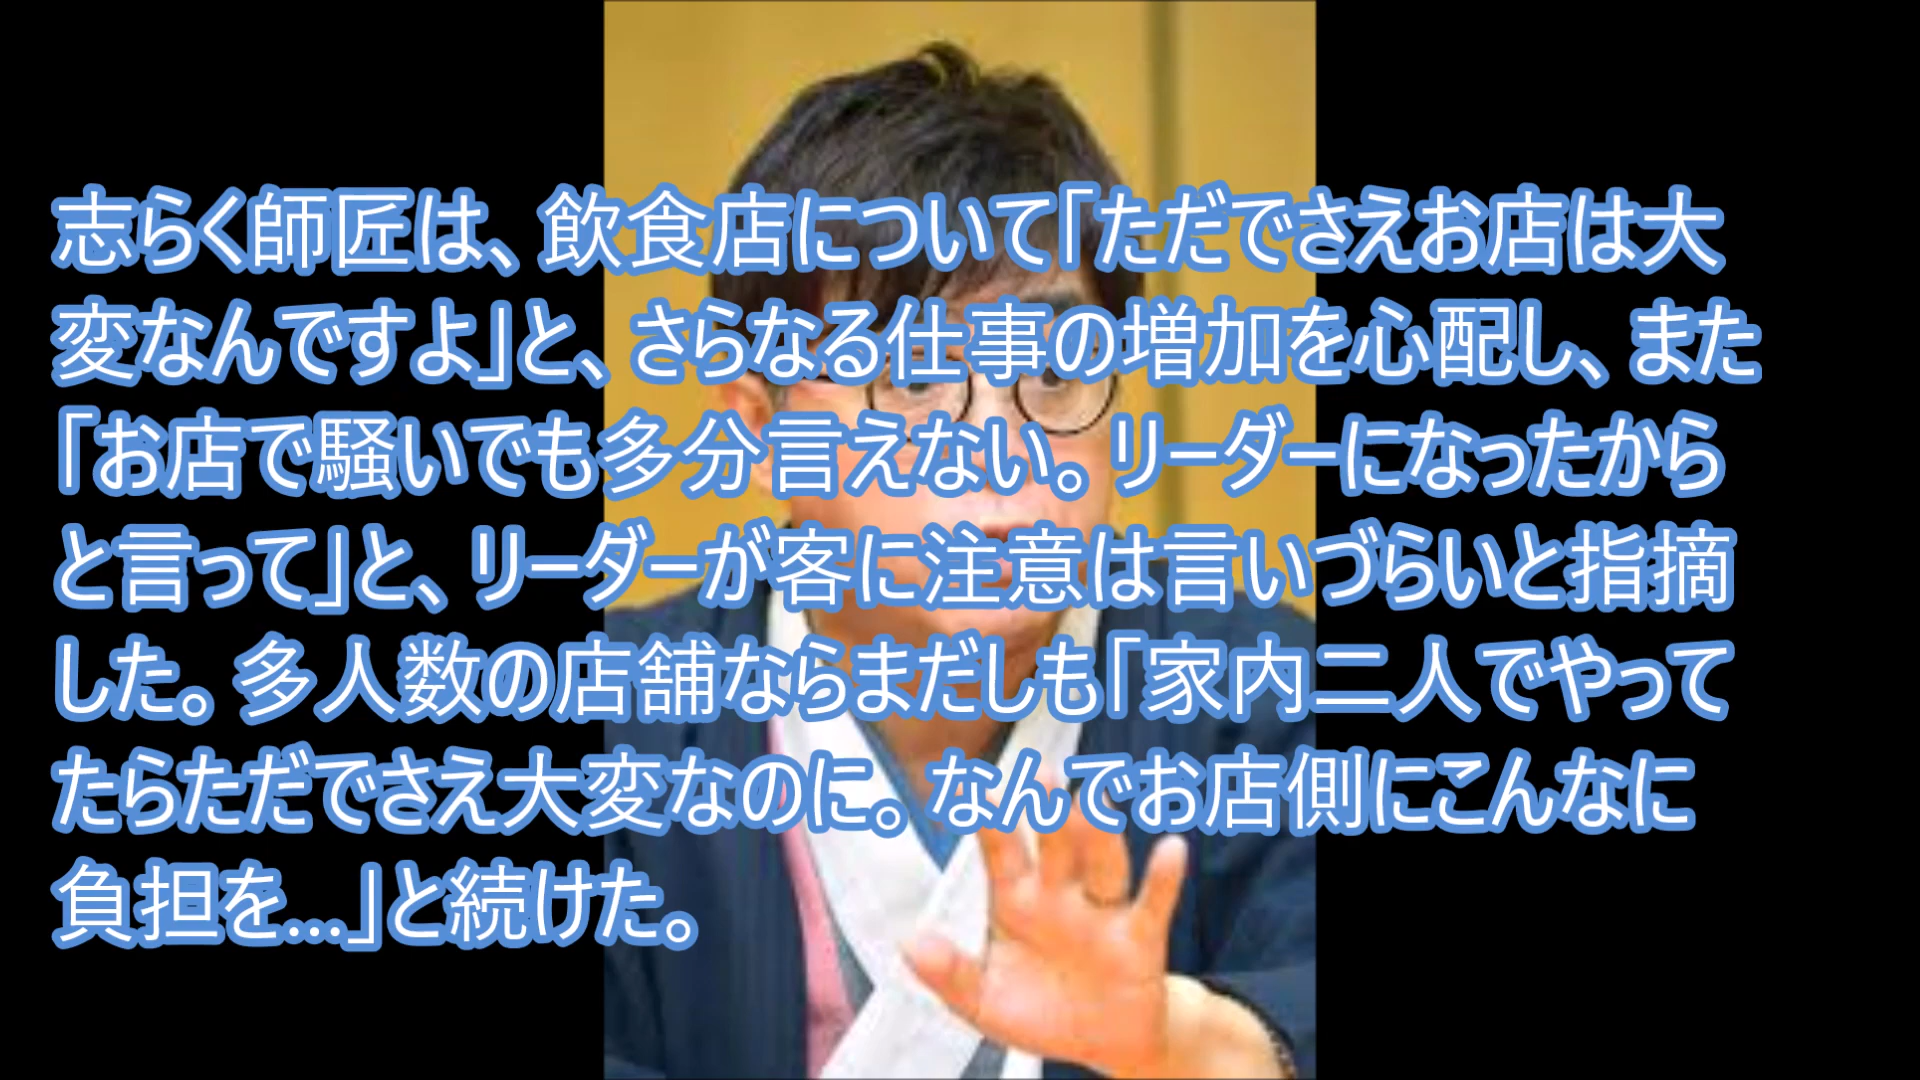 志らく師匠は、飲食店について「ただでさえお店は大
変なんですよ」と、さらなる仕事の増加を心配し、また
「お店で騒いでも多分言えない。リーダーになったから
と言って」と、リーダーが客に注意は言いづらいと指摘
した。多人数の店舗ならまだしも「家内二人でやって
たらただでさえ大変なのに。なんでお店側にこんなに
負担を...」と続けた。